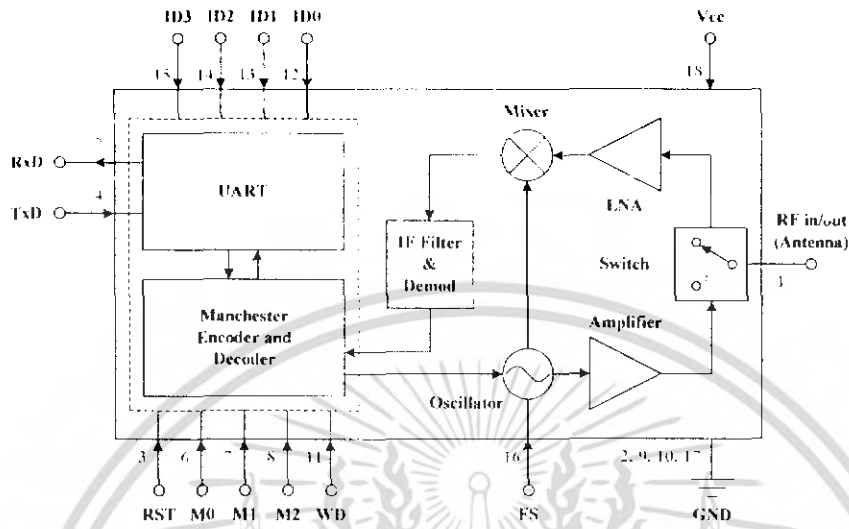 ID3 ID2 ID1 ID0 Vcc
15 14 13 12 18
Mixer
RxD
UART
TxD 4
LNA
RF in/out
(Antenna)
IF Filter
&
Demod
Switch
1
Manchester
Encoder and
Decoder
Amplifier
Oscillator
3 6 7 8 11 16 2, 9, 10, 17
RST M0 M1 M2 WD FS GND